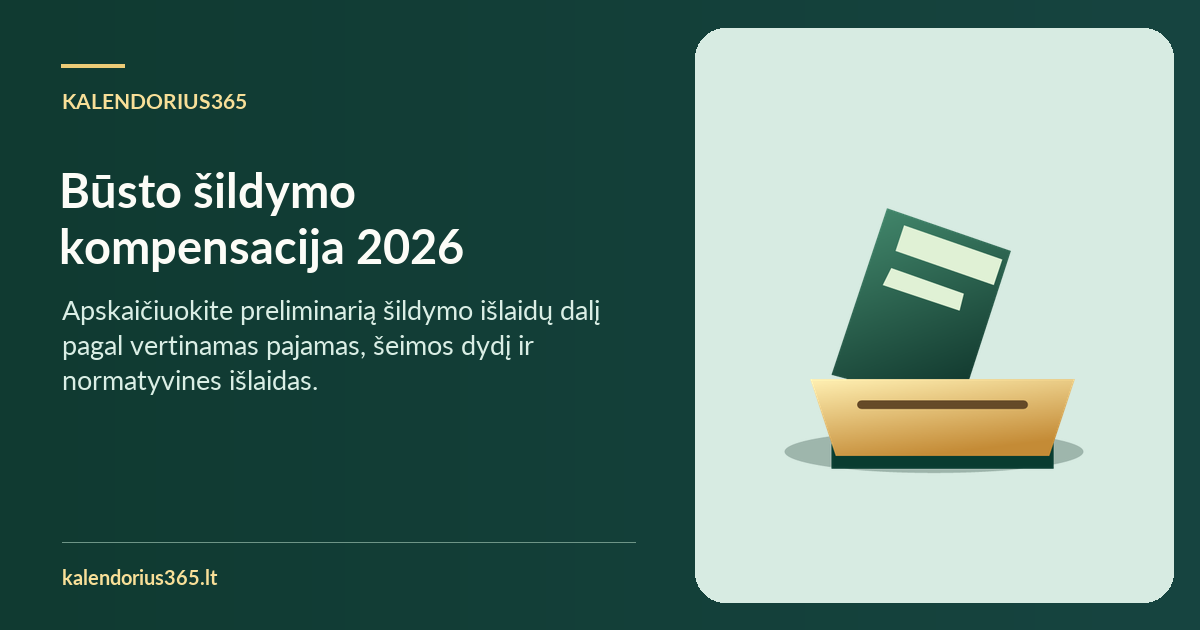 KALENDORIUS365
Būsto šildymo
kompensacija 2026
Apskaičiuokite preliminarią šildymo išlaidų dalį
pagal vertinamas pajamas, šeimos dydį ir
normatyvines išlaidas.
kalendorius365.lt